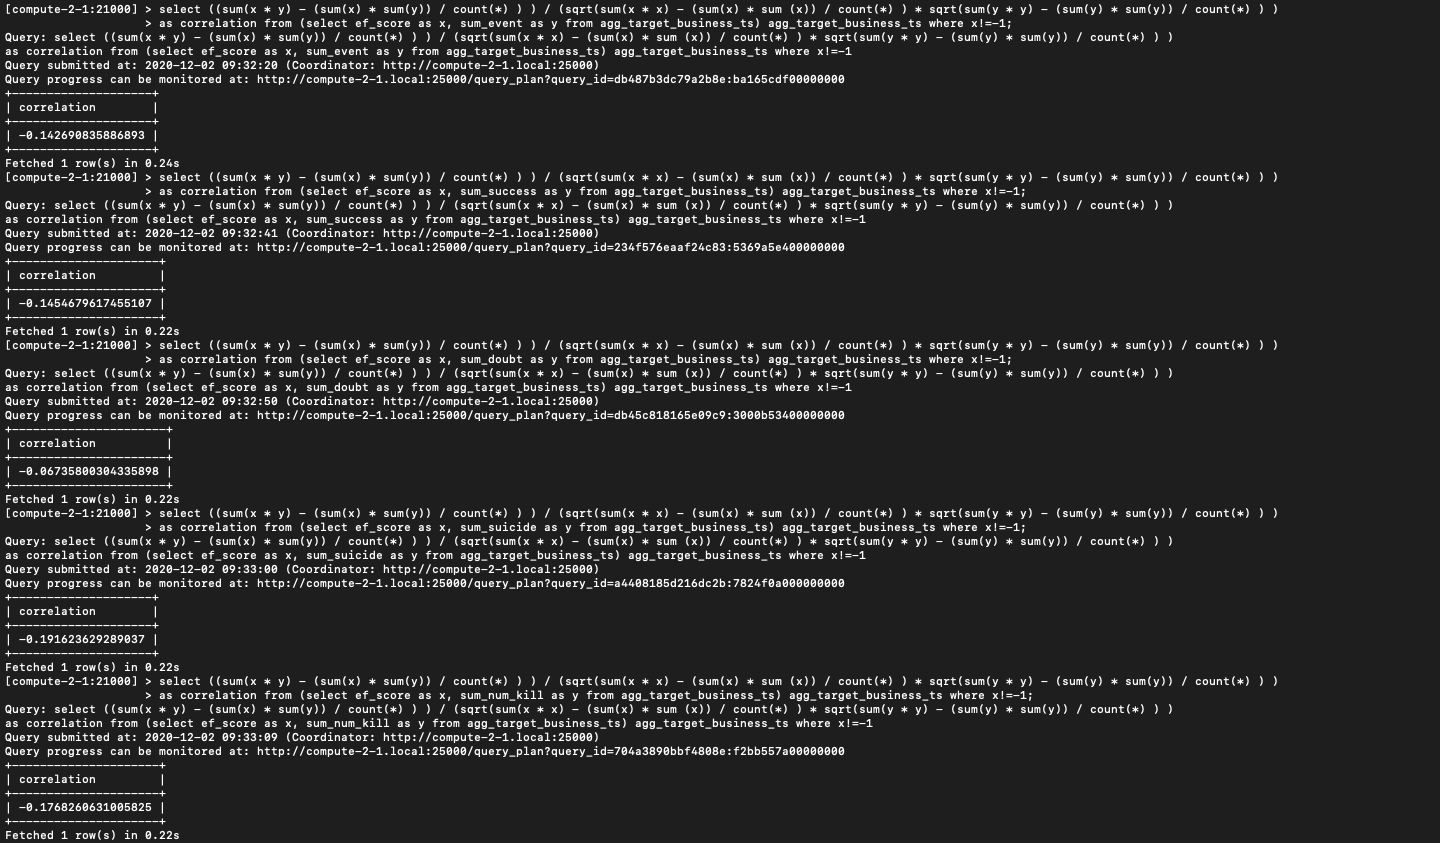 [compute-2-1:21000] > select ((sum(x * y) - (sum(x) * sum(y)) / count(*) ) ) / (sqrt(sum(x * x) - (sum(x) * sum (x)) / count(*) ) * sqrt(sum(y * y) - (sum(y) * sum(y)) / count(*) ) )
                    > as correlation from (select ef_score as x, sum_event as y from agg_target_business_ts) agg_target_business_ts where x!=-1;
Query: select ((sum(x * y) - (sum(x) * sum(y)) / count(*) ) ) / (sqrt(sum(x * x) - (sum(x) * sum (x)) / count(*) ) * sqrt(sum(y * y) - (sum(y) * sum(y)) / count(*) ) )
as correlation from (select ef_score as x, sum_event as y from agg_target_business_ts) agg_target_business_ts where x!=-1
Query submitted at: 2020-12-02 09:32:20 (Coordinator: http://compute-2-1.local:25000)
Query progress can be monitored at: http://compute-2-1.local:25000/query_plan?query_id=db487b3dc79a2b8e:ba165cdf00000000
+--------------------+
| correlation        |
+--------------------+
| -0.142690835886893 |
+--------------------+
Fetched 1 row(s) in 0.24s
[compute-2-1:21000] > select ((sum(x * y) - (sum(x) * sum(y)) / count(*) ) ) / (sqrt(sum(x * x) - (sum(x) * sum (x)) / count(*) ) * sqrt(sum(y * y) - (sum(y) * sum(y)) / count(*) ) )
                    > as correlation from (select ef_score as x, sum_success as y from agg_target_business_ts) agg_target_business_ts where x!=-1;
Query: select ((sum(x * y) - (sum(x) * sum(y)) / count(*) ) ) / (sqrt(sum(x * x) - (sum(x) * sum (x)) / count(*) ) * sqrt(sum(y * y) - (sum(y) * sum(y)) / count(*) ) )
as correlation from (select ef_score as x, sum_success as y from agg_target_business_ts) agg_target_business_ts where x!=-1
Query submitted at: 2020-12-02 09:32:41 (Coordinator: http://compute-2-1.local:25000)
Query progress can be monitored at: http://compute-2-1.local:25000/query_plan?query_id=234f576eaaf24c83:5369a5e400000000
+---------------------+
| correlation         |
+---------------------+
| -0.1454679617455107 |
+---------------------+
Fetched 1 row(s) in 0.22s
[compute-2-1:21000] > select ((sum(x * y) - (sum(x) * sum(y)) / count(*) ) ) / (sqrt(sum(x * x) - (sum(x) * sum (x)) / count(*) ) * sqrt(sum(y * y) - (sum(y) * sum(y)) / count(*) ) )
                    > as correlation from (select ef_score as x, sum_doubt as y from agg_target_business_ts) agg_target_business_ts where x!=-1;
Query: select ((sum(x * y) - (sum(x) * sum(y)) / count(*) ) ) / (sqrt(sum(x * x) - (sum(x) * sum (x)) / count(*) ) * sqrt(sum(y * y) - (sum(y) * sum(y)) / count(*) ) )
as correlation from (select ef_score as x, sum_doubt as y from agg_target_business_ts) agg_target_business_ts where x!=-1
Query submitted at: 2020-12-02 09:32:50 (Coordinator: http://compute-2-1.local:25000)
Query progress can be monitored at: http://compute-2-1.local:25000/query_plan?query_id=db45c818165e09c9:3000b53400000000
+----------------------+
| correlation          |
+----------------------+
| -0.06735800304335898 |
+----------------------+
Fetched 1 row(s) in 0.22s
[compute-2-1:21000] > select ((sum(x * y) - (sum(x) * sum(y)) / count(*) ) ) / (sqrt(sum(x * x) - (sum(x) * sum (x)) / count(*) ) * sqrt(sum(y * y) - (sum(y) * sum(y)) / count(*) ) )
                    > as correlation from (select ef_score as x, sum_suicide as y from agg_target_business_ts) agg_target_business_ts where x!=-1;
Query: select ((sum(x * y) - (sum(x) * sum(y)) / count(*) ) ) / (sqrt(sum(x * x) - (sum(x) * sum (x)) / count(*) ) * sqrt(sum(y * y) - (sum(y) * sum(y)) / count(*) ) )
as correlation from (select ef_score as x, sum_suicide as y from agg_target_business_ts) agg_target_business_ts where x!=-1
Query submitted at: 2020-12-02 09:33:00 (Coordinator: http://compute-2-1.local:25000)
Query progress can be monitored at: http://compute-2-1.local:25000/query_plan?query_id=a4408185d216dc2b:7824f0a000000000
+--------------------+
| correlation        |
+--------------------+
| -0.191623629289037 |
+--------------------+
Fetched 1 row(s) in 0.22s
[compute-2-1:21000] > select ((sum(x * y) - (sum(x) * sum(y)) / count(*) ) ) / (sqrt(sum(x * x) - (sum(x) * sum (x)) / count(*) ) * sqrt(sum(y * y) - (sum(y) * sum(y)) / count(*) ) )
                    > as correlation from (select ef_score as x, sum_num_kill as y from agg_target_business_ts) agg_target_business_ts where x!=-1;
Query: select ((sum(x * y) - (sum(x) * sum(y)) / count(*) ) ) / (sqrt(sum(x * x) - (sum(x) * sum (x)) / count(*) ) * sqrt(sum(y * y) - (sum(y) * sum(y)) / count(*) ) )
as correlation from (select ef_score as x, sum_num_kill as y from agg_target_business_ts) agg_target_business_ts where x!=-1
Query submitted at: 2020-12-02 09:33:09 (Coordinator: http://compute-2-1.local:25000)
Query progress can be monitored at: http://compute-2-1.local:25000/query_plan?query_id=704a3890bbf4808e:f2bb557a00000000
+---------------------+
| correlation         |
+---------------------+
| -0.1768260631005825 |
+---------------------+
Fetched 1 row(s) in 0.22s